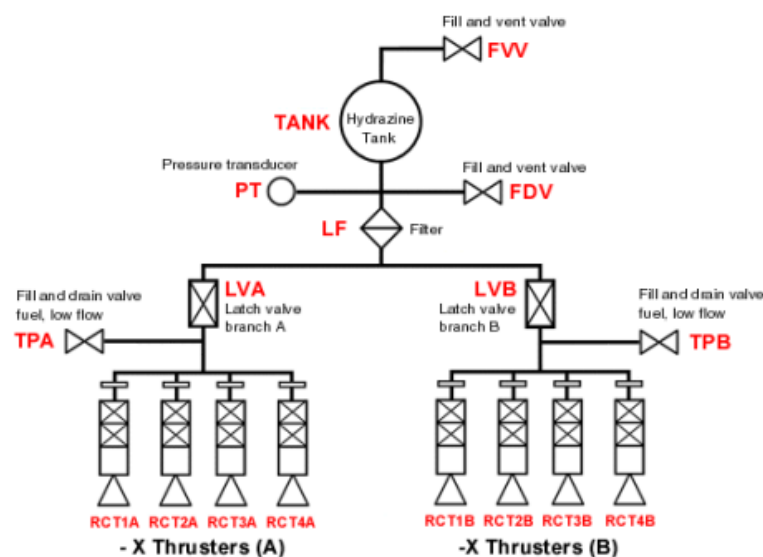 Fill and vent valve
FVV
TANK
Hydrazine
Tank
Pressure transducer
PT
Fill and vent valve
FDV
LF
Filter
LVA
Latch valve
branch A
LVB
Latch valve
branch B
Fill and drain valve
fuel, low flow
TPA
Fill and drain valve
fuel, low flow
TPB
RCT1A RCT2A RCT3A RCT4A
RCT1B RCT2B RCT3B RCT4B
- X Thrusters (A)
-X Thrusters (B)